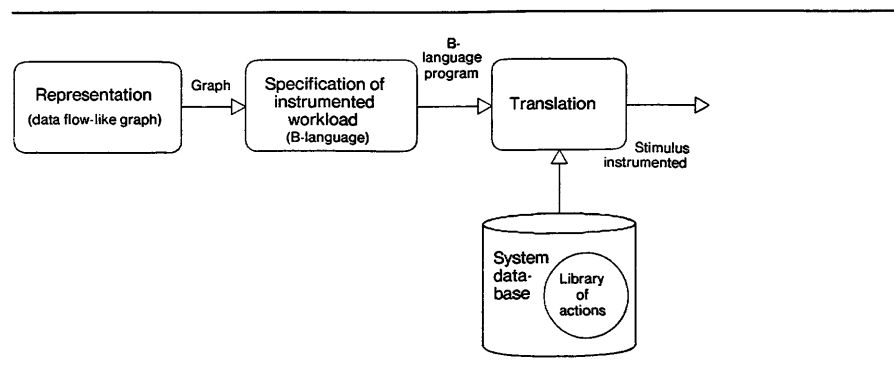 Representation
(data flow-like graph)
Graph
Specification of
instrumented
workload
(B-language)
B-
language
program
Translation
Stimulus
instrumented
System
data-
base
Library
of
actions